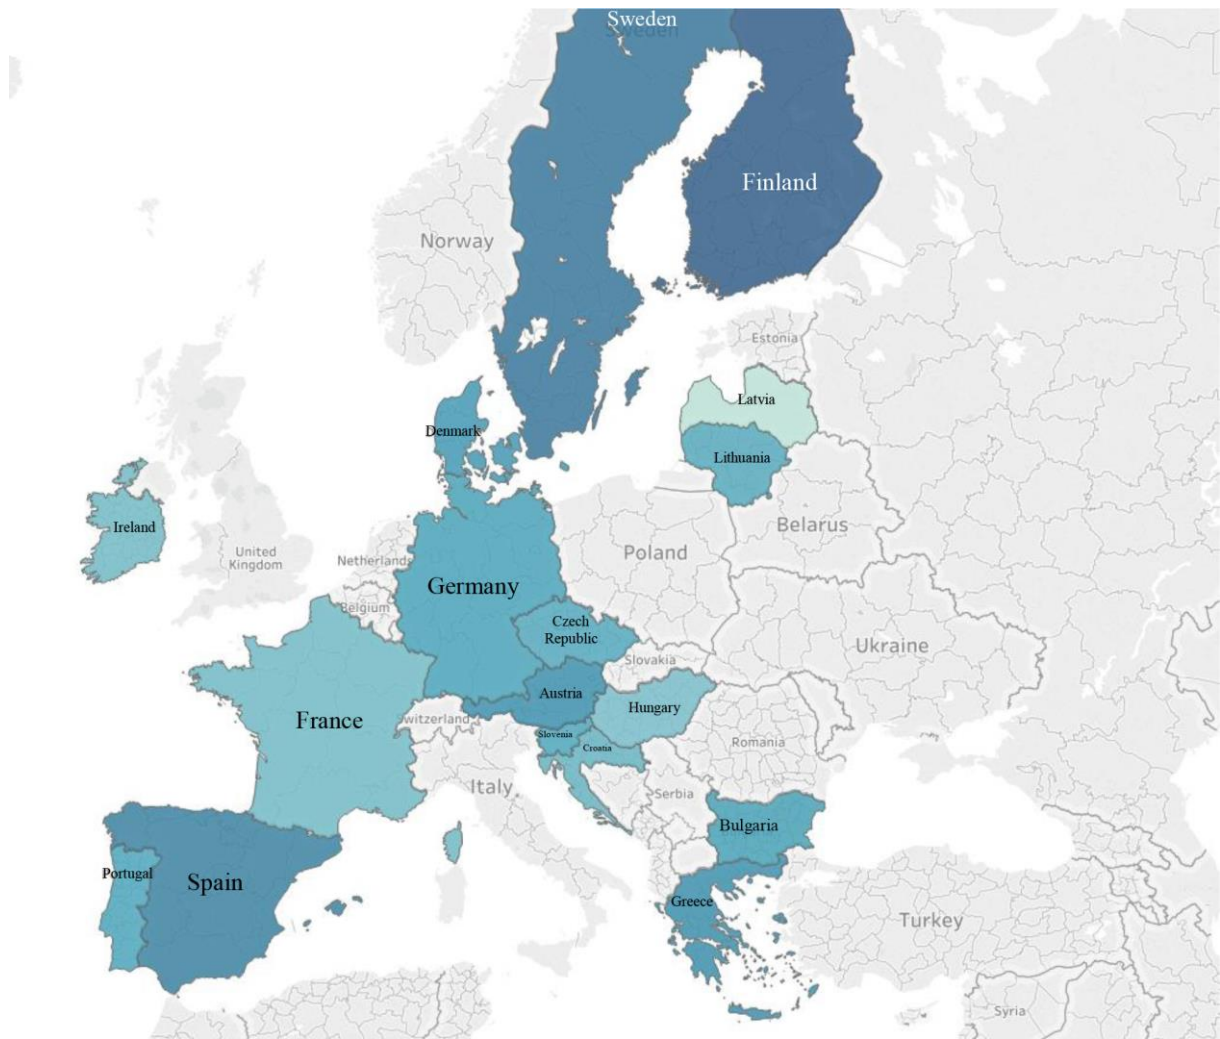 Sweden
Sweden
Finland
Norway
Estonia
Latvia
Denmark
Lithuania
Ireland
United
Kingdom
Netherlands
Belgium
Germany
Poland
Belarus
Czech
Republic
Ukraine
Slovakia
Austria
France
Switzerland
Hungary
Slovenia
Croatia
Romania
Italy
Serbia
Bulgaria
Portugal
Spain
Greece
Turkey
Syria